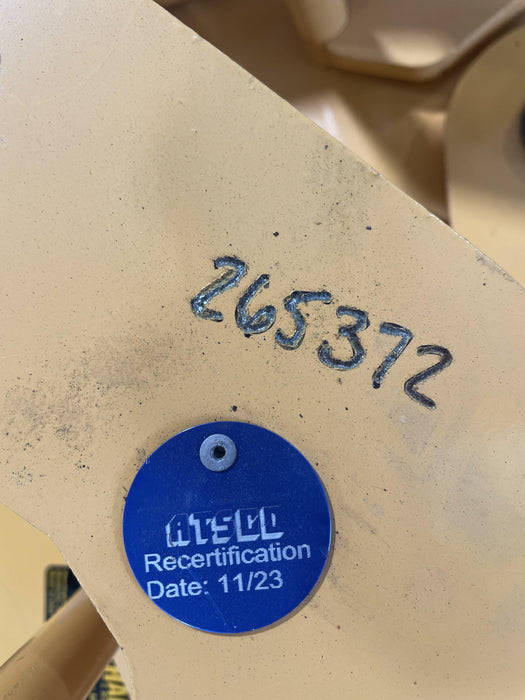 265372
ATSCO
Recertification
Date: 11/23